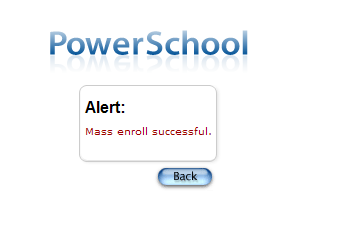 PowerSchool
Alert:
Mass enroll successful.
Back